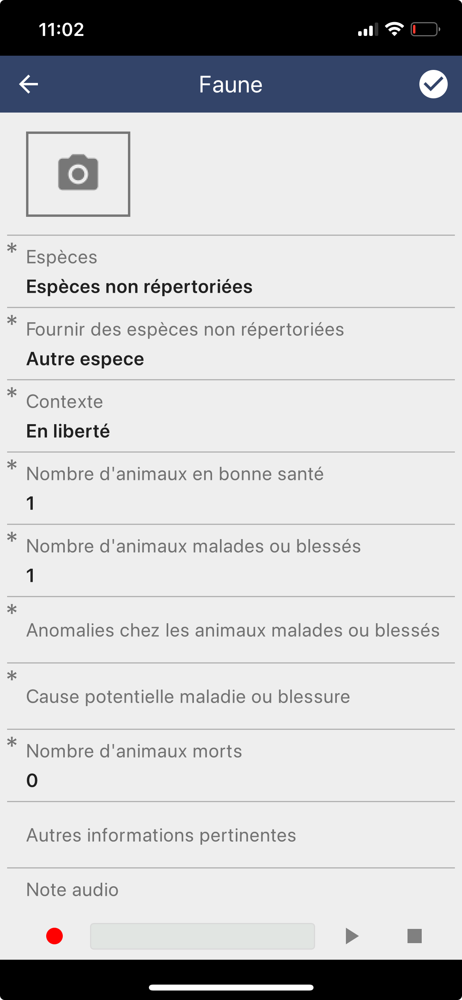 11:02
Faune
* Espèces
Espèces non répertoriées
* Fournir des espèces non répertoriées
Autre espece
* Contexte
En liberté
* Nombre d'animaux en bonne santé
1
* Nombre d'animaux malades ou blessés
1
* Anomalies chez les animaux malades ou blessés
* Cause potentielle maladie ou blessure
* Nombre d'animaux morts
0
Autres informations pertinentes
Note audio